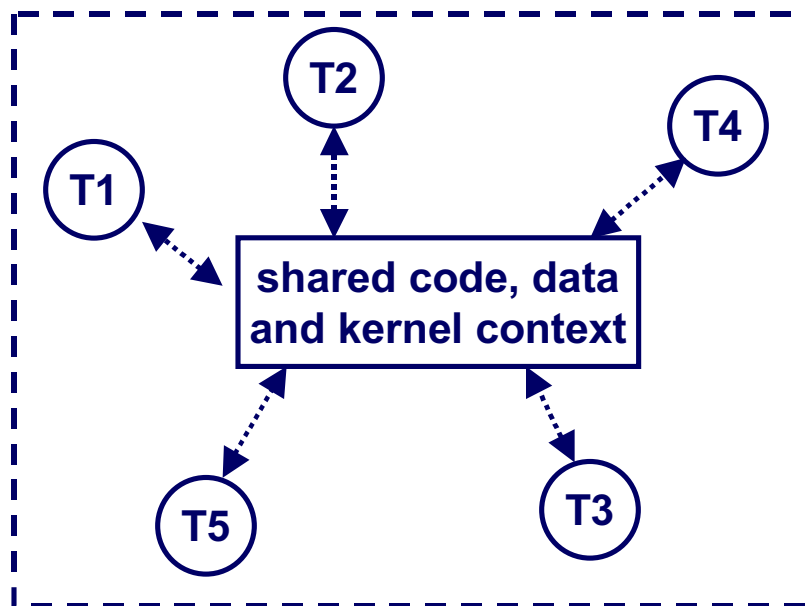 T2
T4
T1
shared code, data
and kernel context
T3
T5